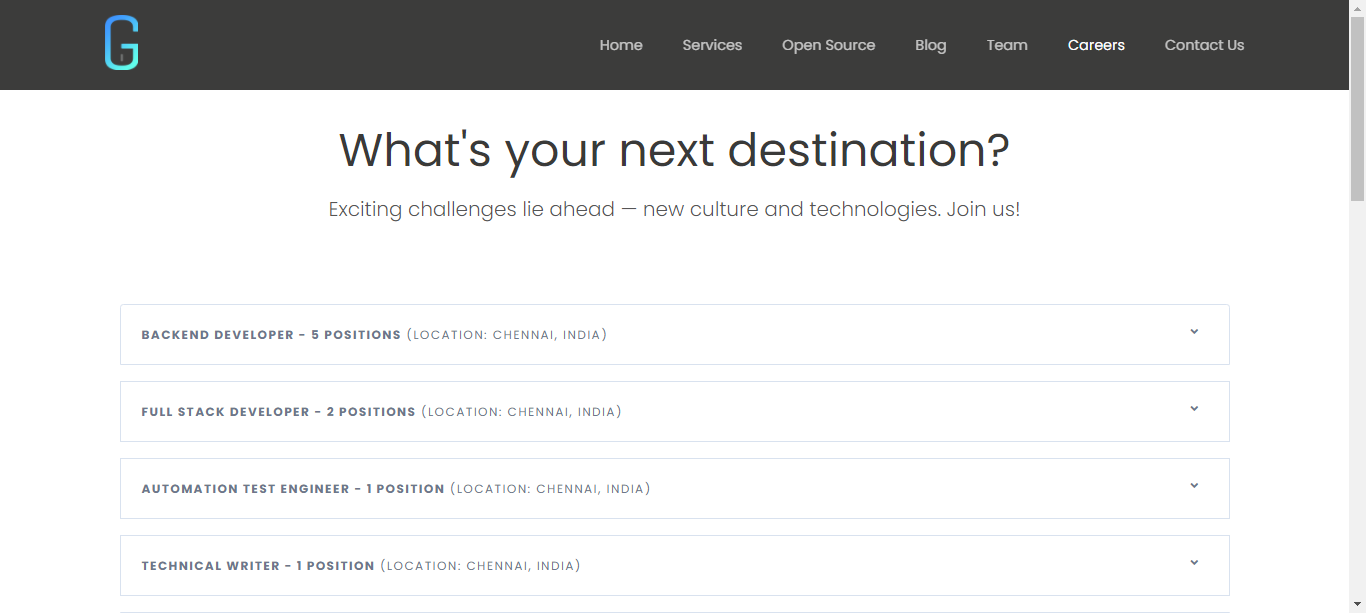 G
Home Services Open Source Blog Team Careers Contact Us
What's your next destination?
Exciting challenges lie ahead — new culture and technologies. Join us!
BACKEND DEVELOPER - 5 POSITIONS (LOCATION: CHENNAI, INDIA)
FULL STACK DEVELOPER - 2 POSITIONS (LOCATION: CHENNAI, INDIA)
AUTOMATION TEST ENGINEER - 1 POSITION (LOCATION: CHENNAI, INDIA)
TECHNICAL WRITER - 1 POSITION (LOCATION: CHENNAI, INDIA)